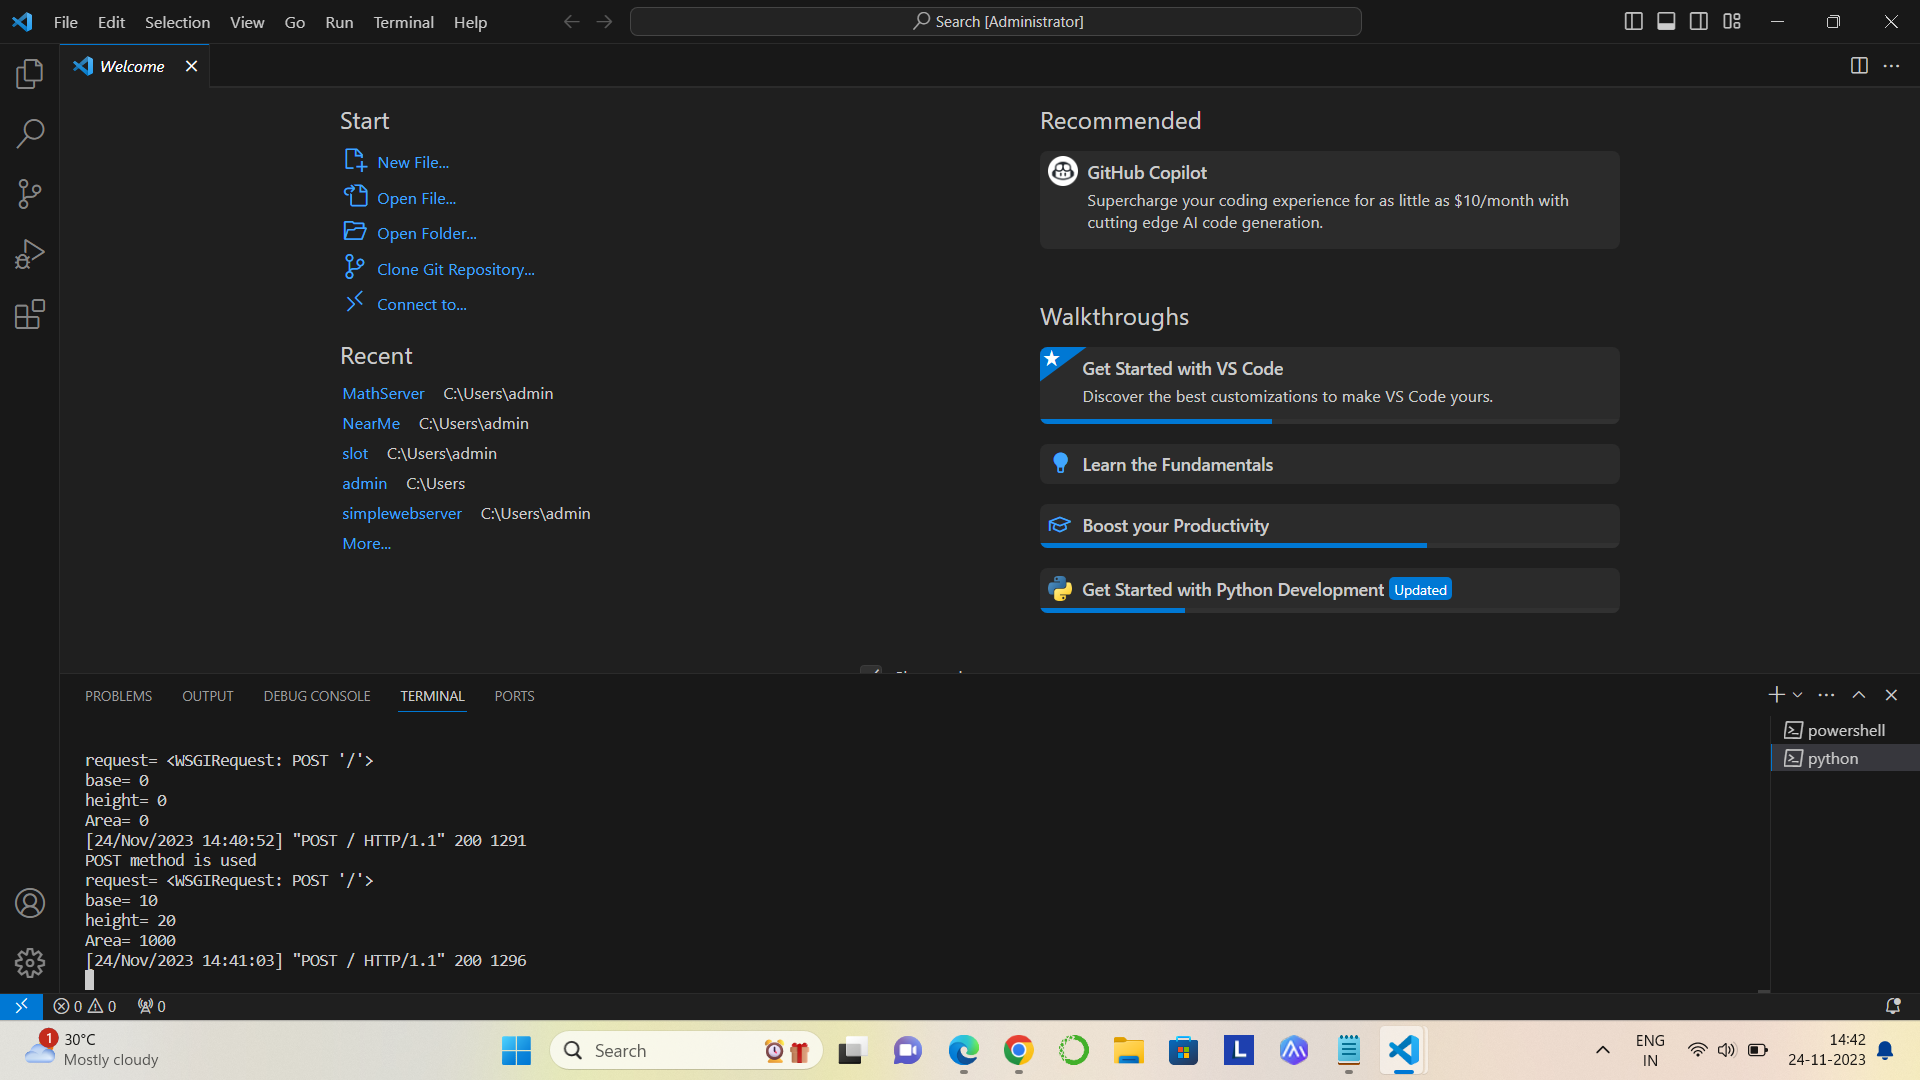 File Edit Selection View Go Run Terminal Help
Search [Administrator]
Welcome
Start
New File...
Open File...
Open Folder...
Clone Git Repository...
Connect to...
Recent
MathServer C:\Users\admin
NearMe C:\Users\admin
slot C:\Users\admin
admin C:\Users
simplewebserver C:\Users\admin
More...
Recommended
GitHub Copilot
Supercharge your coding experience for as little as $10/month with
cutting edge AI code generation.
Walkthroughs
Get Started with VS Code
Discover the best customizations to make VS Code yours.
Learn the Fundamentals
Boost your Productivity
Get Started with Python Development Updated
PROBLEMS OUTPUT DEBUG CONSOLE TERMINAL PORTS
request= <WSGIRequest: POST '/'>
base= 0
height= 0
Area= 0
[24/Nov/2023 14:40:52] "POST / HTTP/1.1" 200 1291
POST method is used
request= <WSGIRequest: POST '/'>
base= 10
height= 20
Area= 1000
[24/Nov/2023 14:41:03] "POST / HTTP/1.1" 200 1296
powershell
python
0 0 0
1
30°C
Mostly cloudy
Search
L
ENG
IN
14:42
24-11-2023